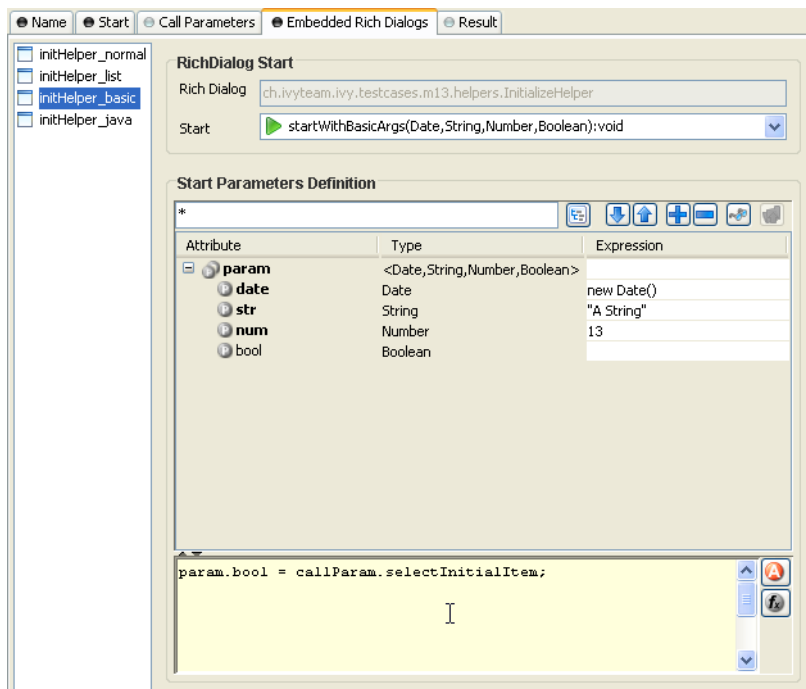 Name Start Call Parameters Embedded Rich Dialogs Result
initHelper_normal
initHelper_list
initHelper_basic
initHelper_java
RichDialog Start
Rich Dialog ch.ivyteam.ivy.testcases.m13.helpers.InitializeHelper
Start startWithBasicArgs(Date,String,Number,Boolean):void
Start Parameters Definition
*
Attribute Type Expression
param <Date,String,Number,Boolean>
date Date new Date()
str String "A String"
num Number 13
bool Boolean
param.bool = callParam.selectInitialItem;
A
fx